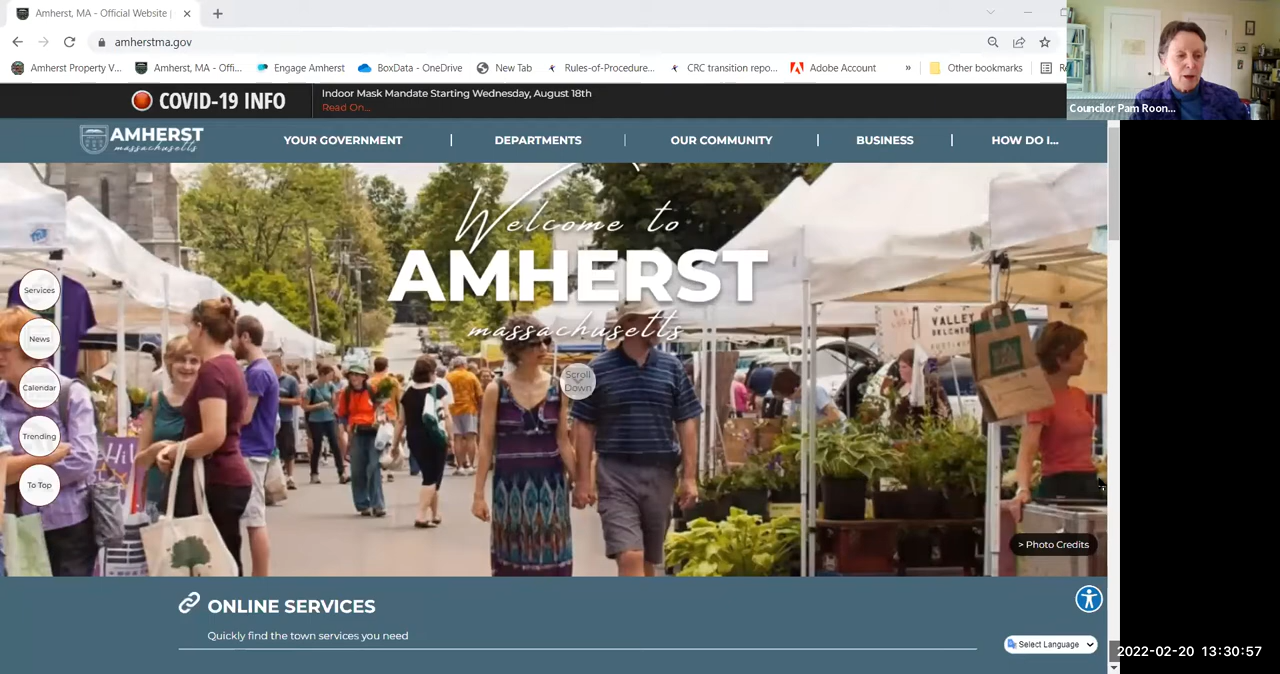 Amherst, MA - Official Website |
amherstma.gov
Amherst Property V...
Amherst, MA - Offi...
Engage Amherst
BoxData - OneDrive
New Tab
Rules-of-Procedure...
CRC transition repo...
Adobe Account
»
Other bookmarks
Councilor Pam Roon...
COVID-19 INFO
Indoor Mask Mandate Starting Wednesday, August 18th
Read On...
AMHERST
massachusetts
YOUR GOVERNMENT
DEPARTMENTS
OUR COMMUNITY
BUSINESS
HOW DO I...
Welcome to
AMHERST
massachusetts
Services
News
Calendar
Trending
To Top
Scroll
Down
VALLEY
> Photo Credits
ONLINE SERVICES
Quickly find the town services you need
Select Language
2022-02-20 13:30:57